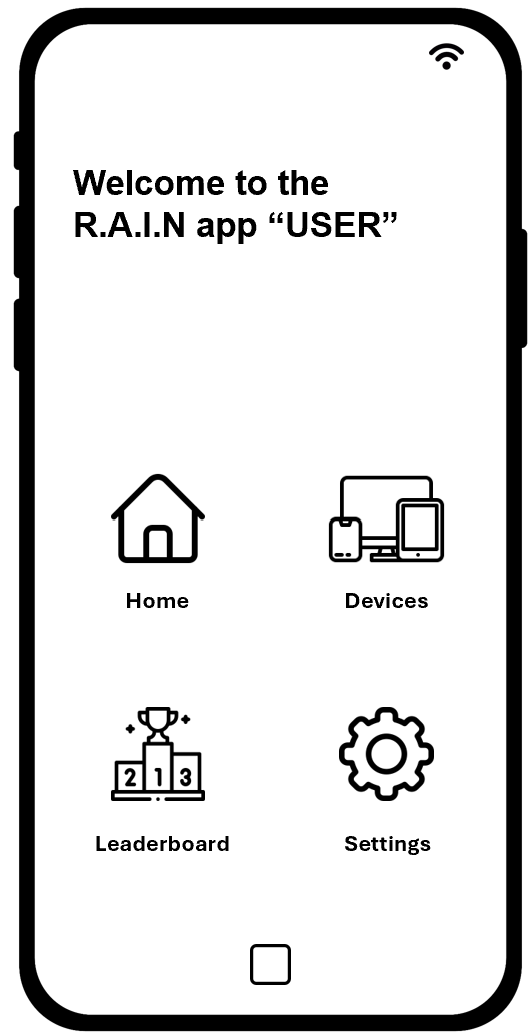 Welcome to the
R.A.I.N app “USER”
Home
Devices
2 1 3
Leaderboard
Settings